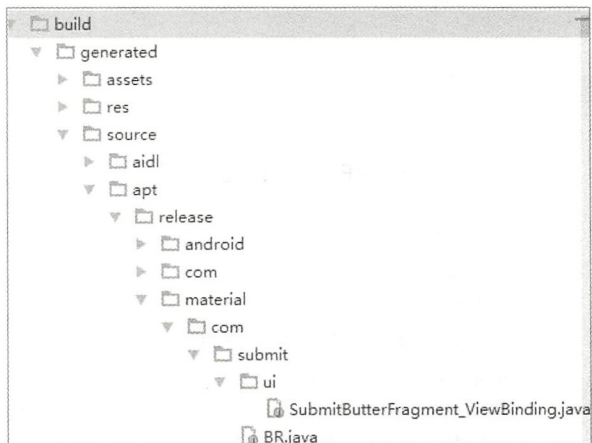 build
generated
assets
res
source
aidl
apt
release
android
com
material
com
submit
ui
SubmitButterFragment_ViewBinding.java
BR.java